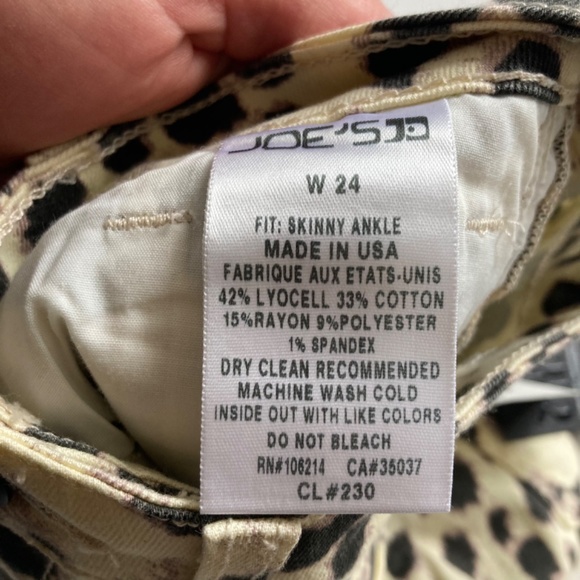 JOE'S JD
W 24
FIT: SKINNY ANKLE
MADE IN USA
FABRIQUE AUX ETATS-UNIS
42% LYOCELL 33% COTTON
15%RAYON 9%POLYESTER
1% SPANDEX
DRY CLEAN RECOMMENDED
MACHINE WASH COLD
INSIDE OUT WITH LIKE COLORS
DO NOT BLEACH
RN#106214 CA#35037
CL#230